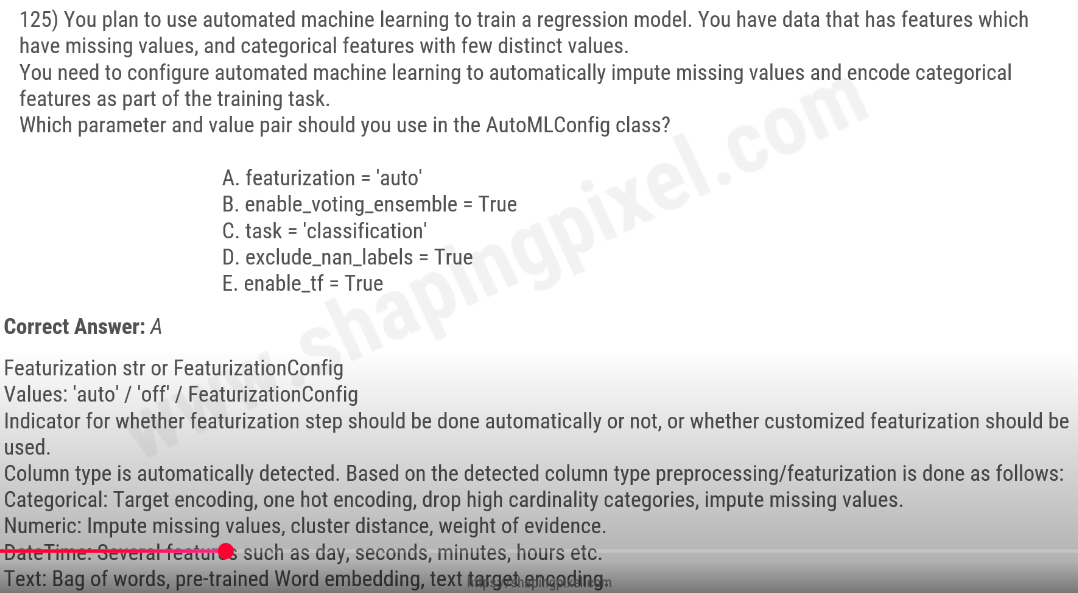 125) You plan to use automated machine learning to train a regression model. You have data that has features which
have missing values, and categorical features with few distinct values.
You need to configure automated machine learning to automatically impute missing values and encode categorical
features as part of the training task.
Which parameter and value pair should you use in the AutoMLConfig class?
A. featurization = 'auto'
B. enable_voting_ensemble = True
C. task = 'classification'
D. exclude_nan_labels = True
E. enable_tf = True
www.shapingpixel.com
Correct Answer: A
Featurization str or FeaturizationConfig
Values: 'auto' / 'off' / FeaturizationConfig
Indicator for whether featurization step should be done automatically or not, or whether customized featurization should be
used.
Column type is automatically detected. Based on the detected column type preprocessing/featurization is done as follows:
Categorical: Target encoding, one hot encoding, drop high cardinality categories, impute missing values.
Numeric: Impute missing values, cluster distance, weight of evidence.
DateTime: Several features such as day, seconds, minutes, hours etc.
Text: Bag of words, pre-trained Word embedding, text target encoding.